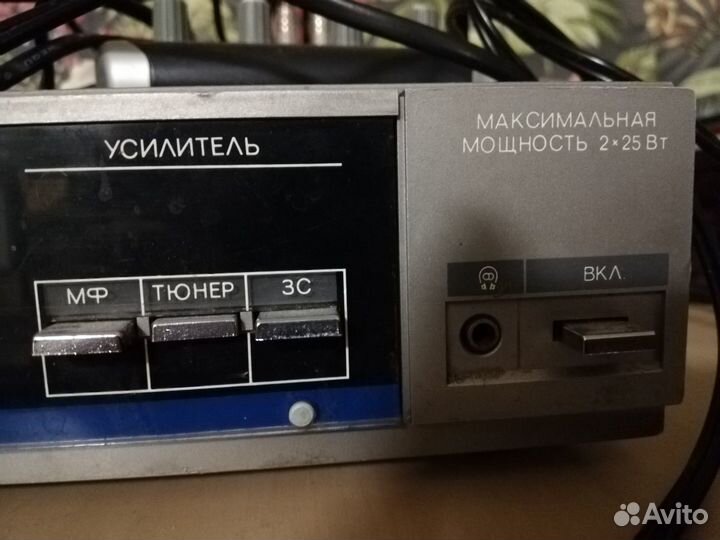 УСИЛИТЕЛЬ
МАКСИМАЛЬНАЯ
МОЩНОСТЬ 2×25 Вт
МФ ТЮНЕР ЗС
ВКЛ.
Avito